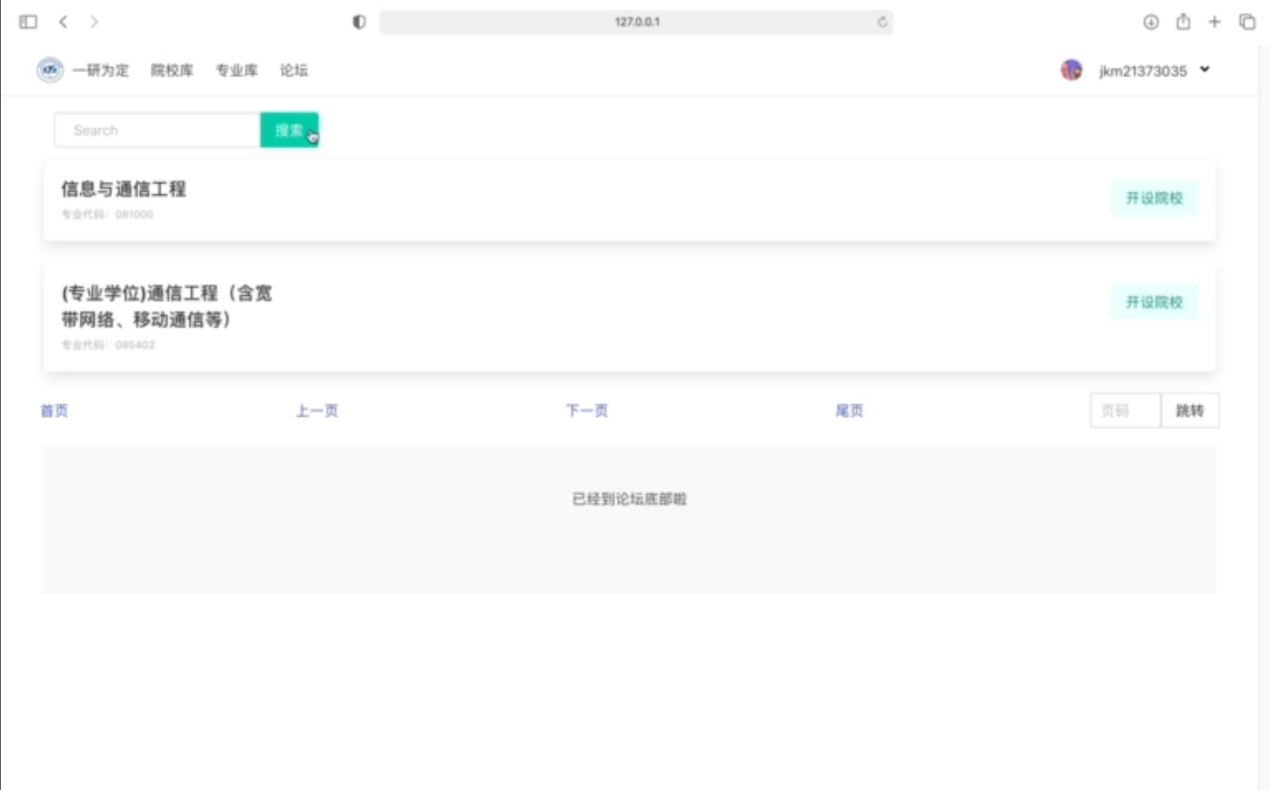 127.0.0.1
一研为定 院校库 专业库 论坛 jkm21373035
Search 搜索
信息与通信工程
专业代码：081000
开设院校
(专业学位)通信工程（含宽
带网络、移动通信等）
专业代码：085402
开设院校
首页 上一页 下一页 尾页 页码 跳转
已经到论坛底部啦